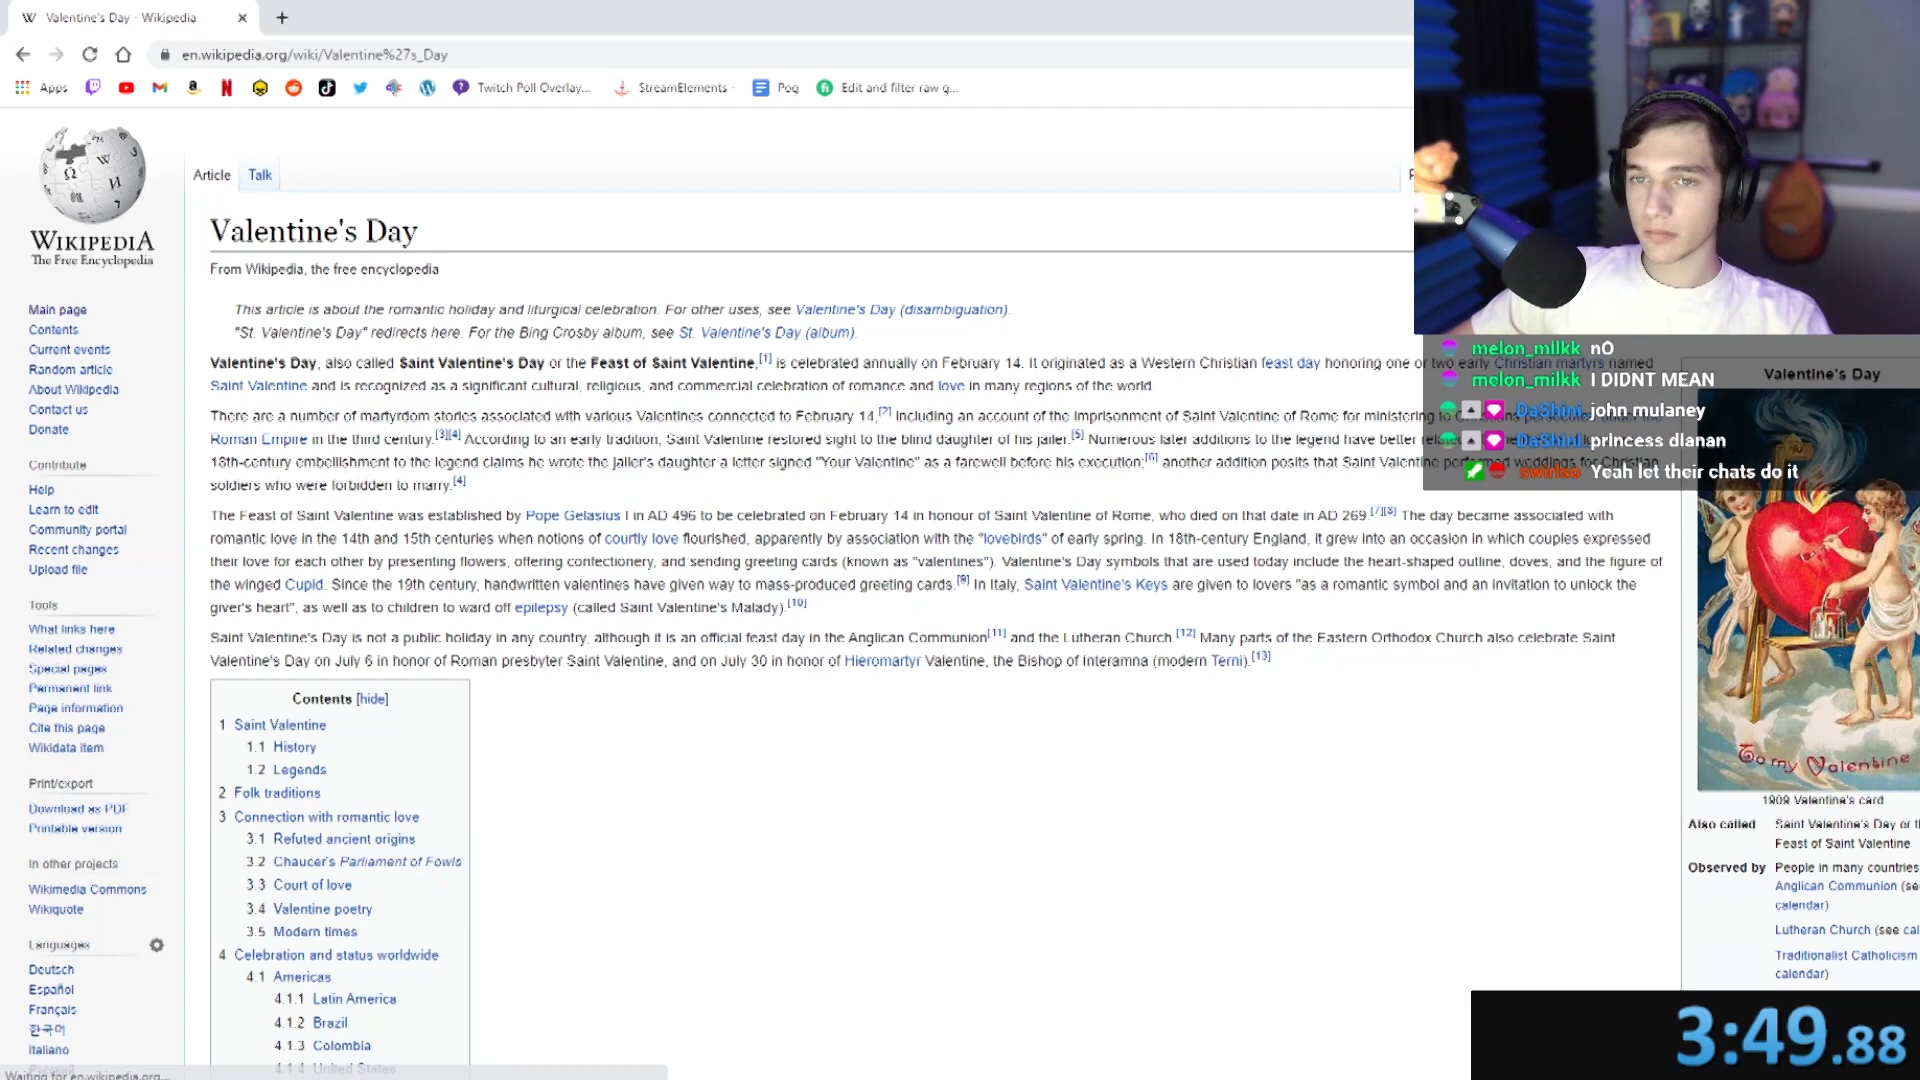 Valentine's Day - Wikipedia
en.wikipedia.org/wiki/Valentine%27s_Day
Apps
Twitch Poll Overlay...
StreamElements -
Pog
Edit and filter raw g...
WIKIPEDIA
The Free Encyclopedia
Main page
Contents
Current events
Random article
About Wikipedia
Contact us
Donate
Contribute
Help
Learn to edit
Community portal
Recent changes
Upload file
Tools
What links here
Related changes
Special pages
Permanent link
Page information
Cite this page
Wikidata item
Print/export
Download as PDF
Printable version
In other projects
Wikimedia Commons
Wikiquote
Languages
Deutsch
Español
Français
한국어
Italiano
Waiting for en.wikipedia.org...
Article
Talk
Valentine's Day
From Wikipedia, the free encyclopedia
This article is about the romantic holiday and liturgical celebration. For other uses, see Valentine's Day (disambiguation).
"St. Valentine's Day" redirects here. For the Bing Crosby album, see St. Valentine's Day (album).
Valentine's Day, also called Saint Valentine's Day or the Feast of Saint Valentine,[1] is celebrated annually on February 14. It originated as a Western Christian feast day honoring one or two early Christian martyrs named
Saint Valentine and is recognized as a significant cultural, religious, and commercial celebration of romance and love in many regions of the world
There are a number of martyrdom stories associated with various Valentines connected to February 14,[2] including an account of the imprisonment of Saint Valentine of Rome for ministering to
Roman Empire in the third century.[3][4] According to an early tradition, Saint Valentine restored sight to the blind daughter of his jailer.[5] Numerous later additions to the legend have better
18th-century embellishment to the legend claims he wrote the jailer's daughter a letter signed "Your Valentine" as a farewell before his execution;[6] another addition posits that Saint Valentine performed weddings for Christian
soldiers who were forbidden to marry.[4]
The Feast of Saint Valentine was established by Pope Gelasius I in AD 496 to be celebrated on February 14 in honour of Saint Valentine of Rome, who died on that date in AD 269.[7][8] The day became associated with
romantic love in the 14th and 15th centuries when notions of courtly love flourished, apparently by association with the "lovebirds" of early spring. In 18th-century England, it grew into an occasion in which couples expressed
their love for each other by presenting flowers, offering confectionery, and sending greeting cards (known as "valentines"). Valentine's Day symbols that are used today include the heart-shaped outline, doves, and the figure of
the winged Cupid. Since the 19th century, handwritten valentines have given way to mass-produced greeting cards.[9] In Italy, Saint Valentine's Keys are given to lovers "as a romantic symbol and an invitation to unlock the
giver's heart", as well as to children to ward off epilepsy (called Saint Valentine's Malady).[10]
Saint Valentine's Day is not a public holiday in any country, although it is an official feast day in the Anglican Communion[11] and the Lutheran Church [12] Many parts of the Eastern Orthodox Church also celebrate Saint
Valentine's Day on July 6 in honor of Roman presbyter Saint Valentine, and on July 30 in honor of Hieromartyr Valentine, the Bishop of Interamna (modern Terni).[13]
Contents [hide]
1 Saint Valentine
1.1 History
1.2 Legends
2 Folk traditions
3 Connection with romantic love
3.1 Refuted ancient origins
3.2 Chaucer's Parliament of Fowls
3.3 Court of love
3.4 Valentine poetry
3.5 Modern times
4 Celebration and status worldwide
4.1 Americas
4.1.1 Latin America
4.1.2 Brazil
4.1.3 Colombia
4.1.4 United States
melon_mllkk nO
melon_milkk I DIDNT MEAN
DaShini john mulaney
DaShini princess dianan
swinlso Yeah let their chats do it
Valentine's Day
To my Valentine
1909 Valentine's card
Also called Saint Valentine's Day or
Feast of Saint Valentine
Observed by People in many countries
Anglican Communion (see
calendar)
Lutheran Church (see
Traditionalist Catholicism
calendar)
3:49.88